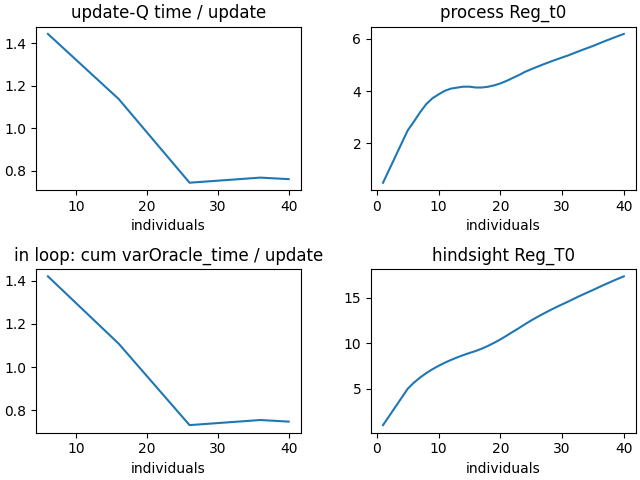 update-Q time / update
1.4
1.2
1.0
0.8
10 20 30 40
individuals
process Reg_t0
6
4
2
0 10 20 30 40
individuals
in loop: cum varOracle_time / update
1.4
1.2
1.0
0.8
10 20 30 40
individuals
hindsight Reg_T0
15
10
5
0 10 20 30 40
individuals